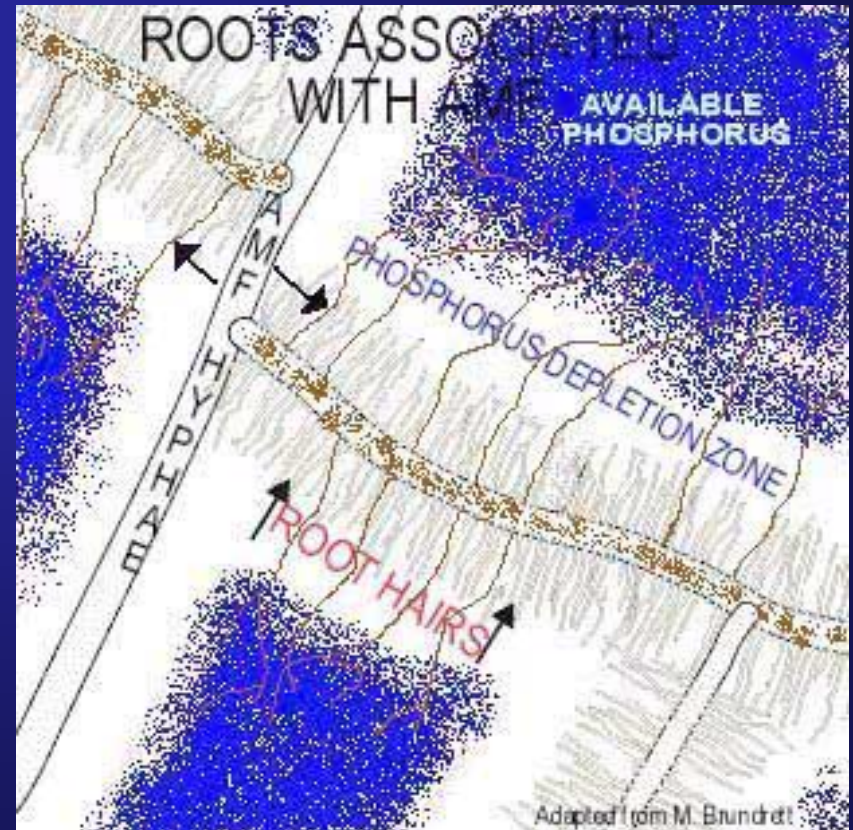 ROOTS ASSOCIATED
WITH AMF
AVAILABLE
PHOSPHORUS
AMF HYPHAE
PHOSPHORUS DEPLETION ZONE
ROOT HAIRS
Adapted from M. Brundrett